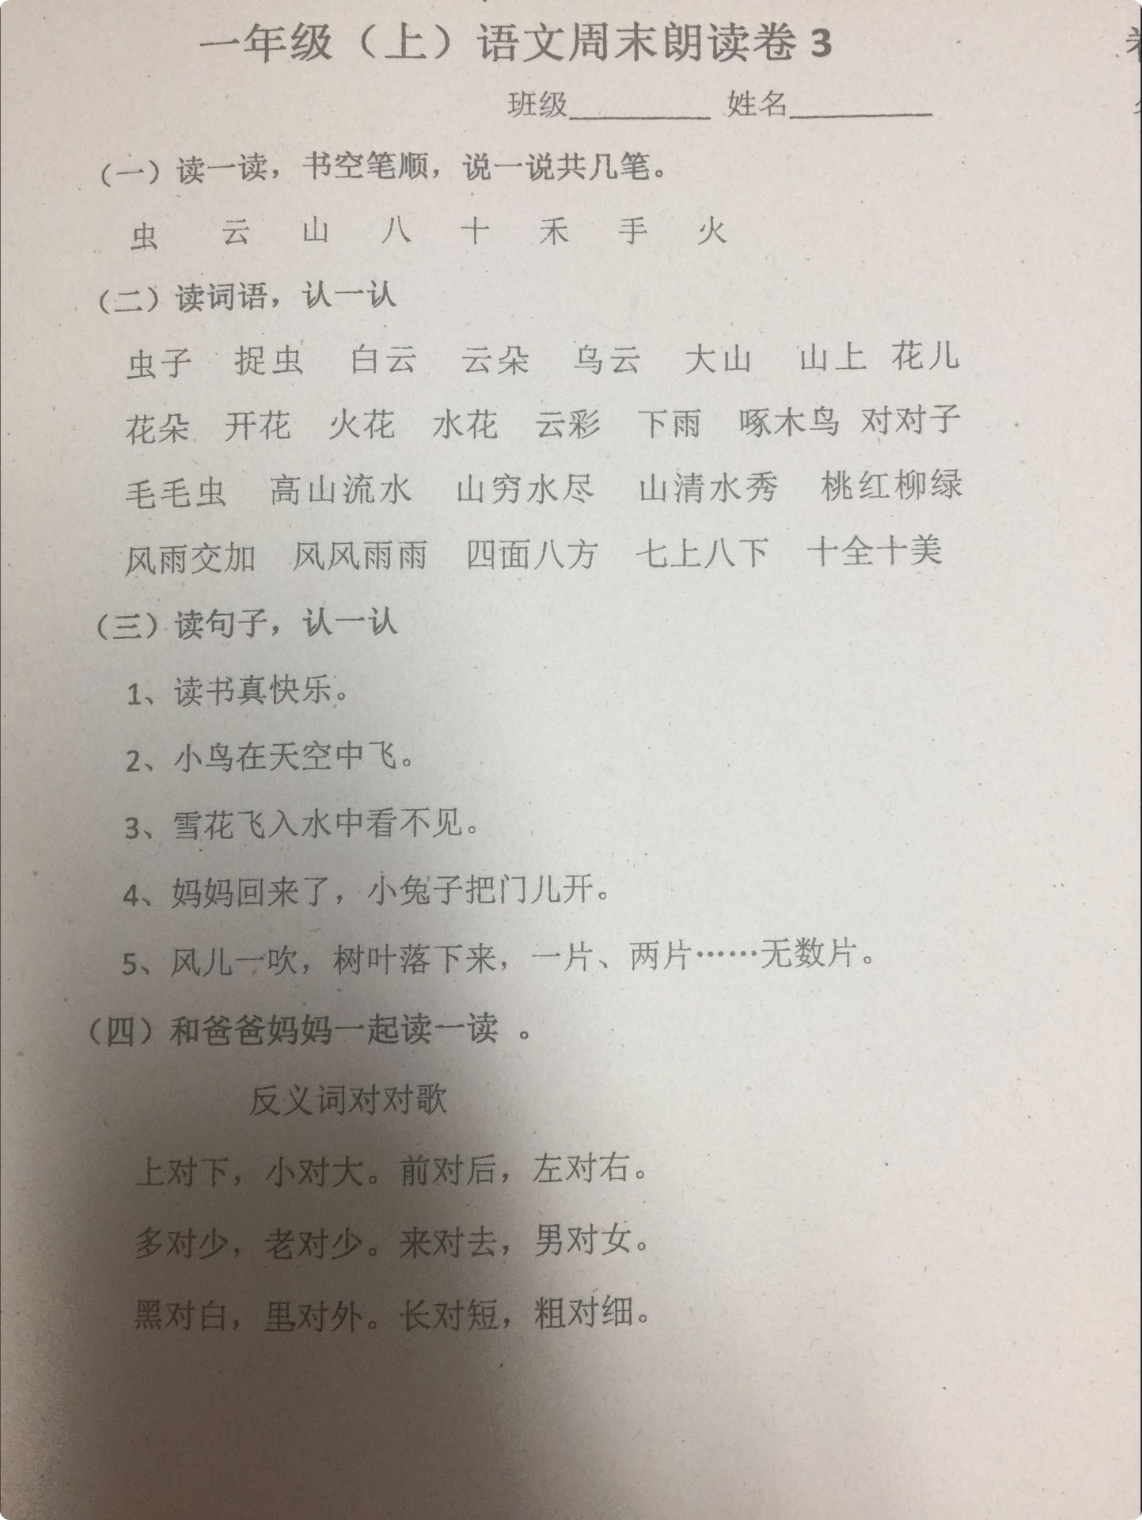 一年级（上）语文周末朗读卷3
班级________ 姓名________
（一）读一读，书空笔顺，说一说共几笔。
虫 云 山 八 十 禾 手 火
（二）读词语，认一认
虫子 捉虫 白云 云朵 乌云 大山 山上 花儿
花朵 开花 火花 水花 云彩 下雨 啄木鸟 对对子
毛毛虫 高山流水 山穷水尽 山清水秀 桃红柳绿
风雨交加 风风雨雨 四面八方 七上八下 十全十美
（三）读句子，认一认
1、读书真快乐。
2、小鸟在天空中飞。
3、雪花飞入水中看不见。
4、妈妈回来了，小兔子把门儿开。
5、风儿一吹，树叶落下来，一片、两片……无数片。
（四）和爸爸妈妈一起读一读 。
反义词对对歌
上对下，小对大。前对后，左对右。
多对少，老对少。来对去，男对女。
黑对白，里对外。长对短，粗对细。